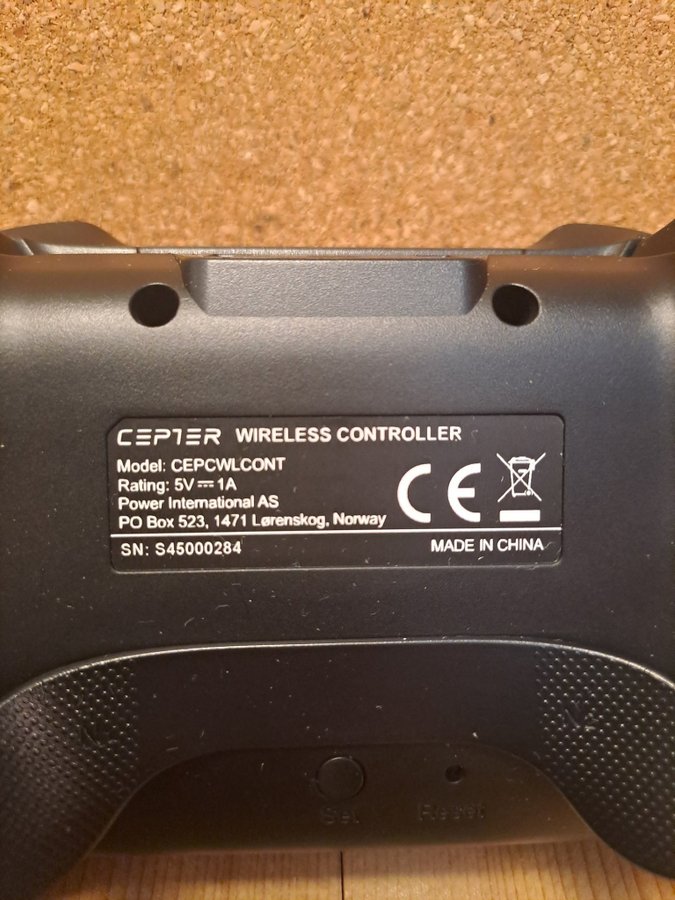 CEPTER WIRELESS CONTROLLER
Model: CEPCWLCONT
Rating: 5V⎓1A
Power International AS
PO Box 523, 1471 Lørenskog, Norway
CE
SN: S45000284 MADE IN CHINA
Set Reset